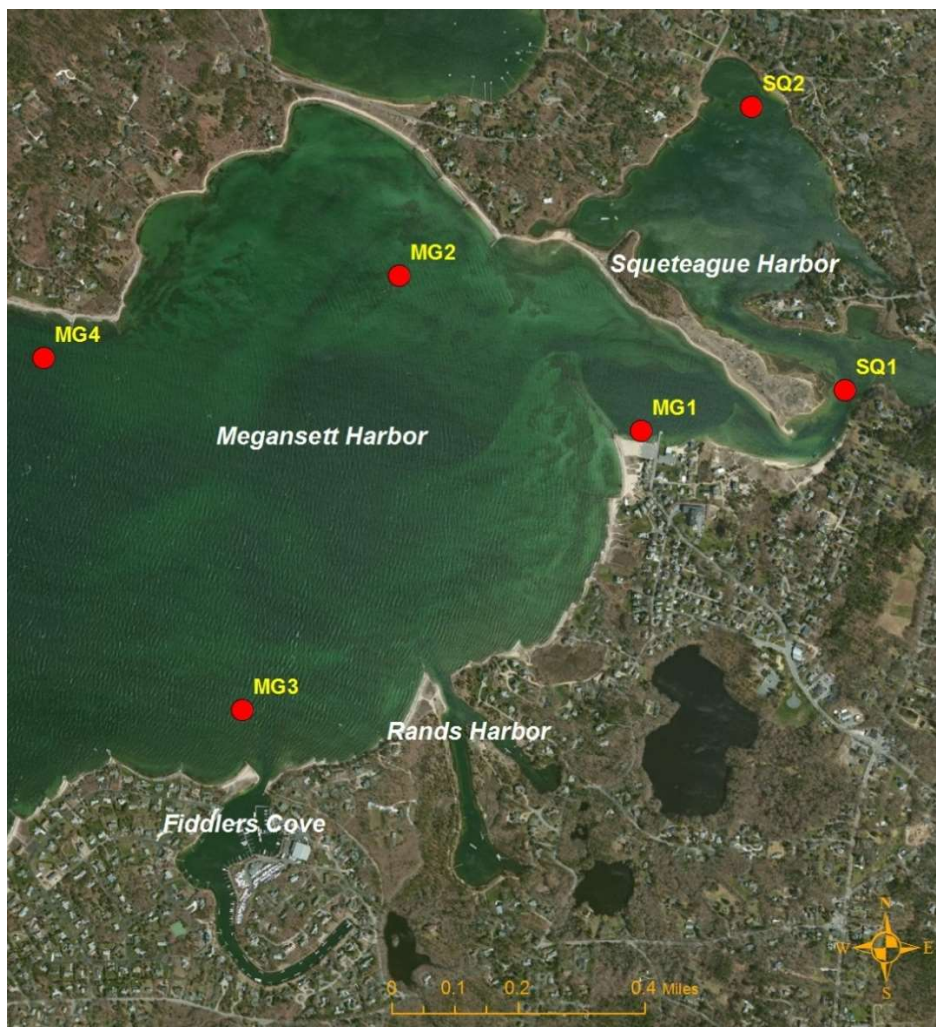 SQ2
MG2
Squeteague Harbor
MG4
SQ1
MG1
Megansett Harbor
MG3
Rands Harbor
Fiddlers Cove
N
W E
S
0 0.1 0.2 0.4 Miles